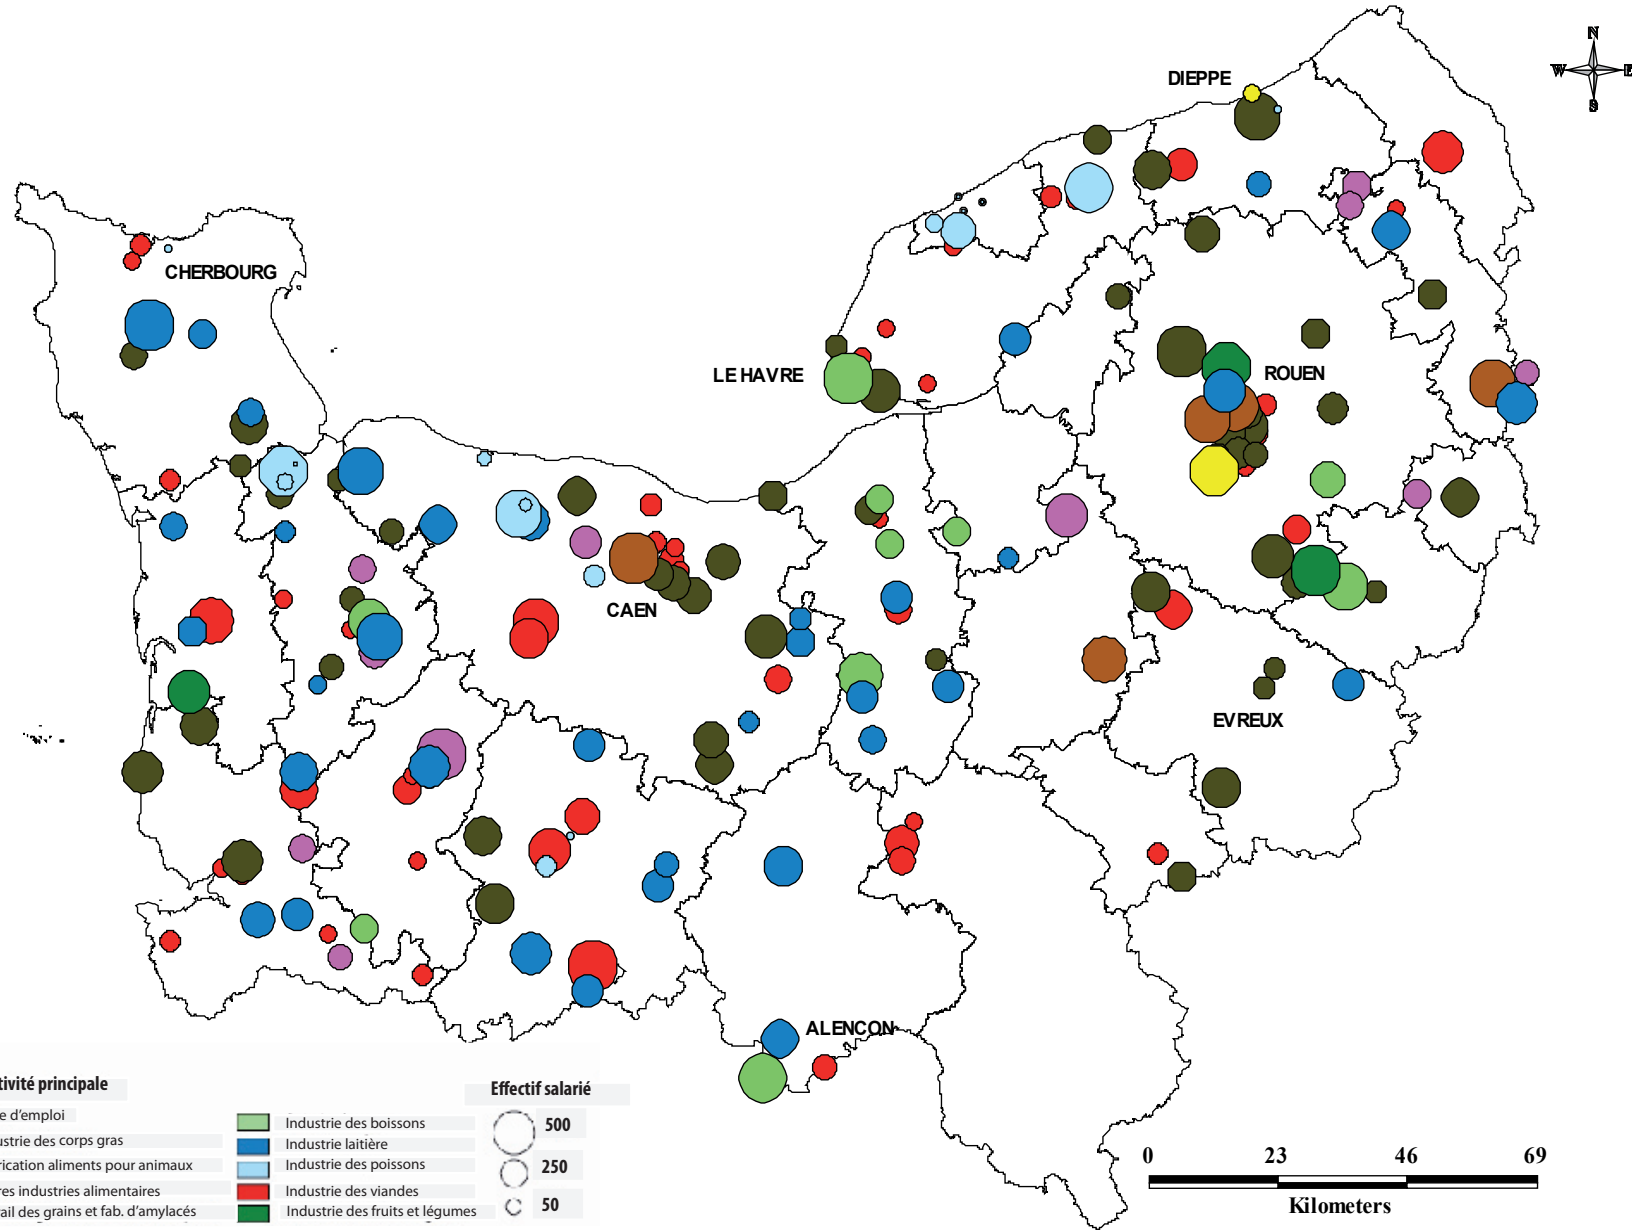 N
W E
S
DIEPPE
CHERBOURG
LE HAVRE
ROUEN
CAEN
EVREUX
ALENCON
tivité principale
e d'emploi
ustrie des corps gras
rication aliments pour animaux
res industries alimentaires
ail des grains et fab. d'amylacés
Industrie des boissons
Industrie laitière
Industrie des poissons
Industrie des viandes
Industrie des fruits et légumes
Effectif salarié
500
250
50
0 23 46 69
Kilometers